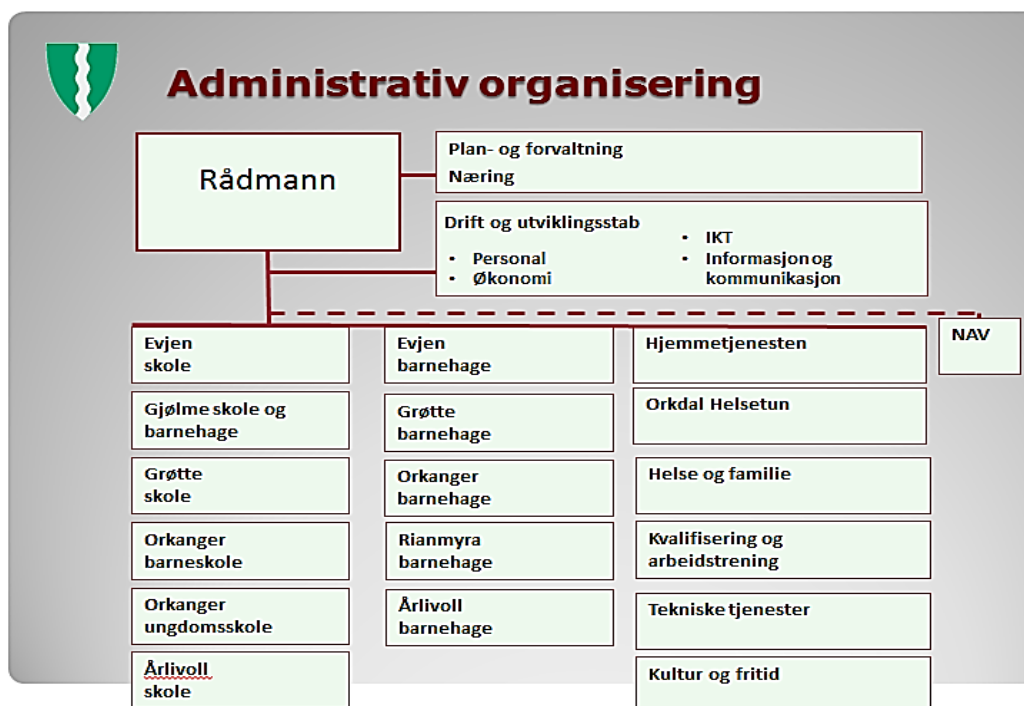 Administrativ organisering
Rådmann
Plan- og forvaltning
Næring
Drift og utviklingsstab
• Personal
• Økonomi
• IKT
• Informasjon og
kommunikasjon
NAV
Evjen
skole
Gjølme skole og
barnehage
Grøtte
skole
Orkanger
barneskole
Orkanger
ungdomsskole
Årlivoll
skole
Evjen
barnehage
Grøtte
barnehage
Orkanger
barnehage
Rianmyra
barnehage
Årlivoll
barnehage
Hjemmetjenesten
Orkdal Helsetun
Helse og familie
Kvalifisering og
arbeidstrening
Tekniske tjenester
Kultur og fritid